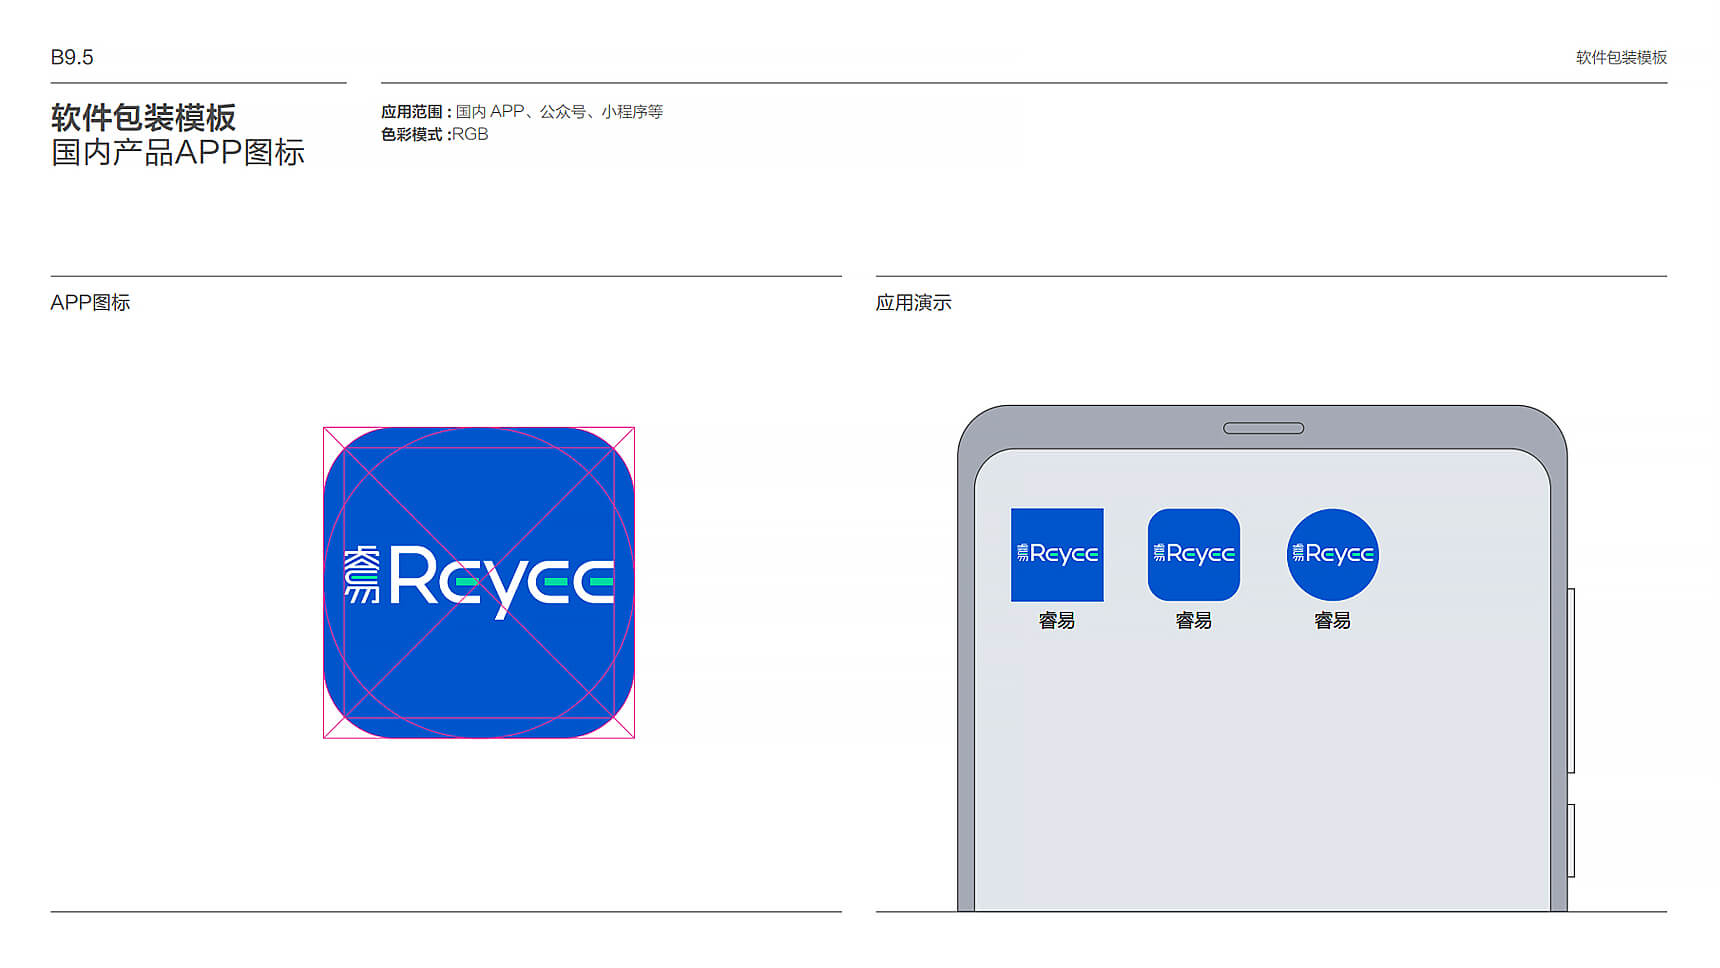 B9.5
软件包装模板
软件包装模板
国内产品APP图标
应用范围 : 国内 APP、公众号、小程序等
色彩模式 :RGB
APP图标
睿易 Reyee
应用演示
睿易 Reyee
睿易 Reyee
睿易 Reyee
睿易
睿易
睿易